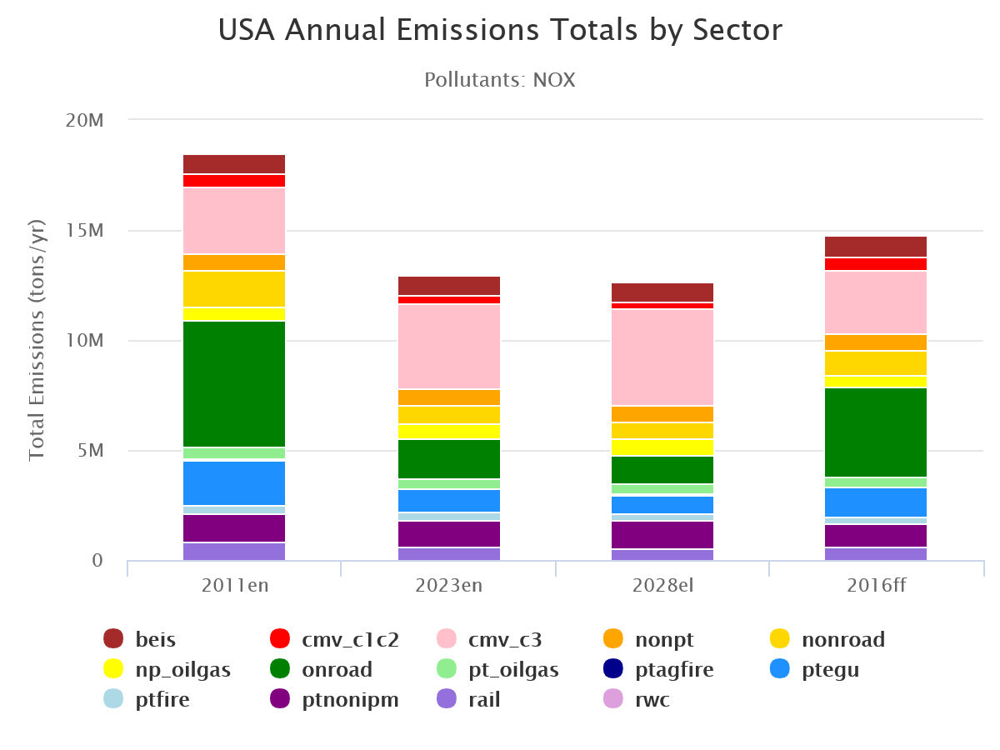 USA Annual Emissions Totals by Sector
Pollutants: NOX
Total Emissions (tons/yr)
20M
15M
10M
5M
0
2011en 2023en 2028el 2016ff
beis cmv_c1c2 cmv_c3 nonpt nonroad
np_oilgas onroad pt_oilgas ptagfire ptegu
ptfire ptnonipm rail rwc